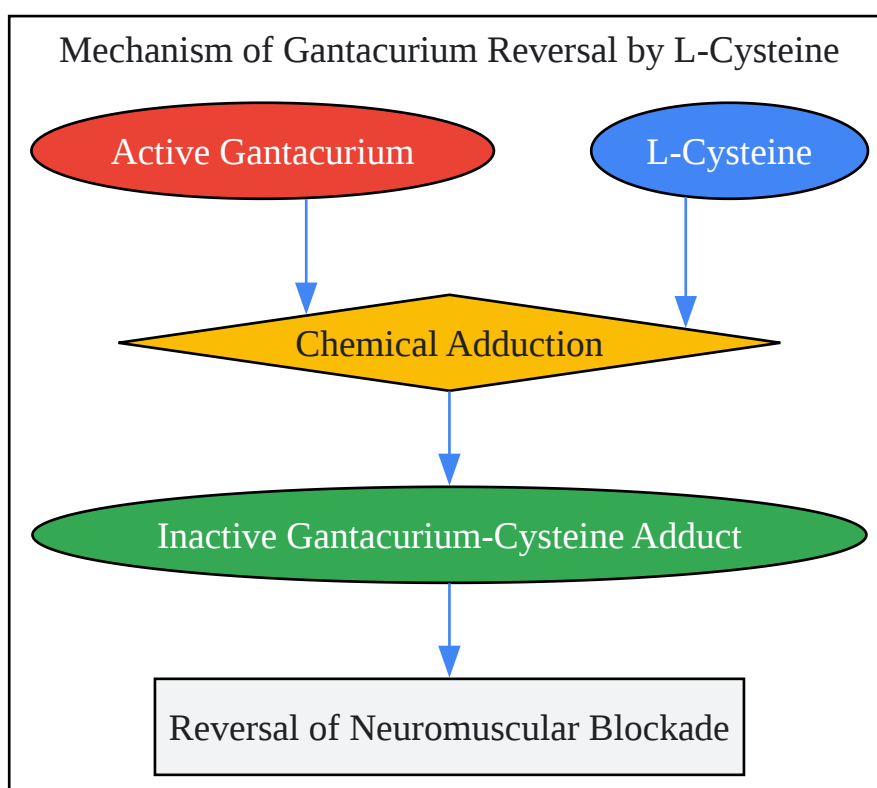 Mechanism of Gantacurium Reversal by L-Cysteine
Active Gantacurium
L-Cysteine
Chemical Adduction
Inactive Gantacurium-Cysteine Adduct
Reversal of Neuromuscular Blockade